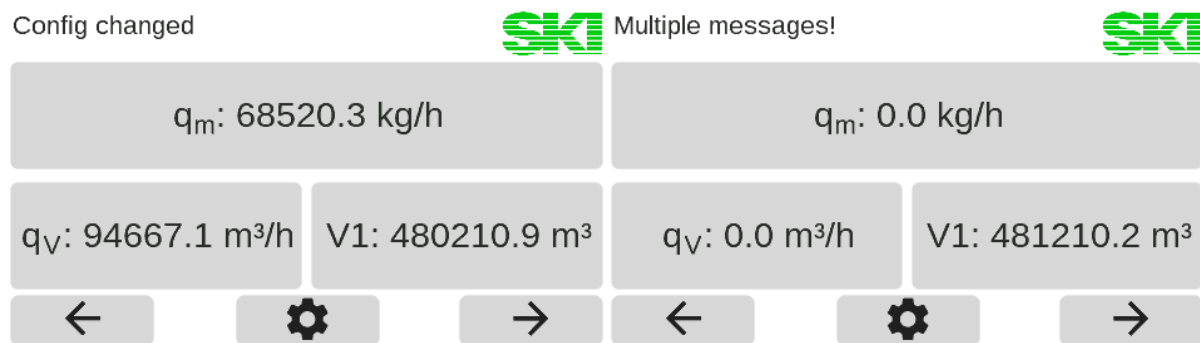 Config changed
SKI
qₘ: 68520.3 kg/h
qᵥ: 94667.1 m³/h
V1: 480210.9 m³
Multiple messages!
SKI
qₘ: 0.0 kg/h
qᵥ: 0.0 m³/h
V1: 481210.2 m³